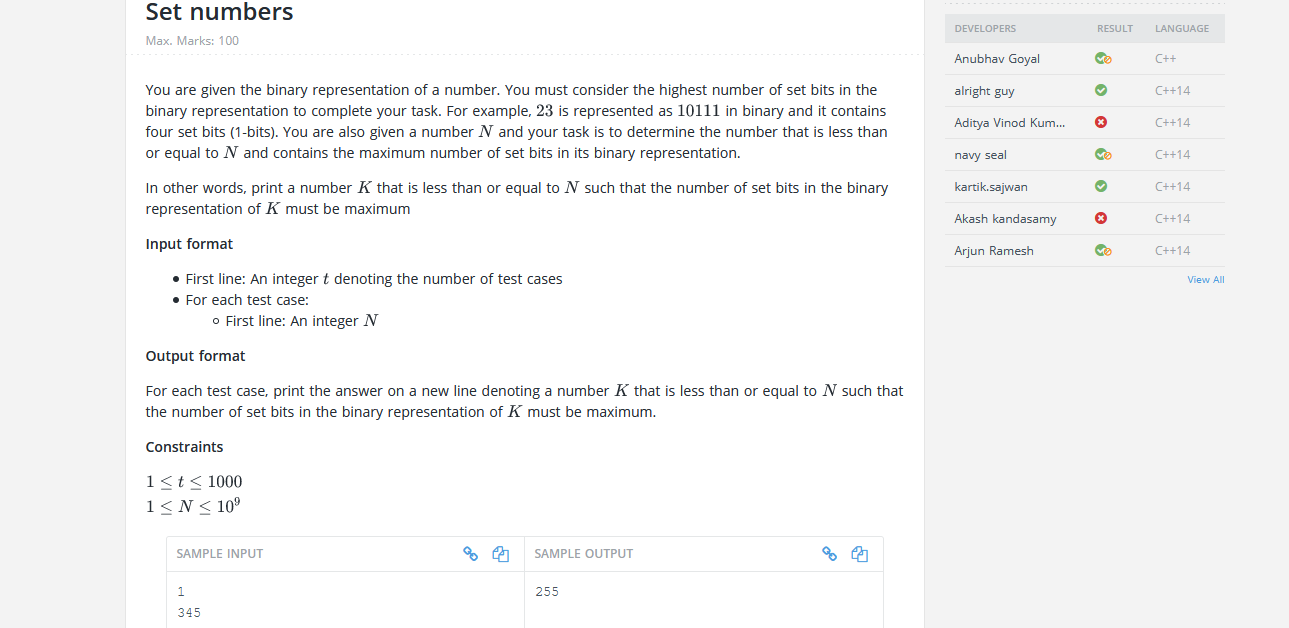 Set numbers
Max. Marks: 100
You are given the binary representation of a number. You must consider the highest number of set bits in the
binary representation to complete your task. For example, 23 is represented as 10111 in binary and it contains
four set bits (1-bits). You are also given a number N and your task is to determine the number that is less than
or equal to N and contains the maximum number of set bits in its binary representation.
In other words, print a number K that is less than or equal to N such that the number of set bits in the binary
representation of K must be maximum
Input format
• First line: An integer t denoting the number of test cases
• For each test case:
◦ First line: An integer N
Output format
For each test case, print the answer on a new line denoting a number K that is less than or equal to N such that
the number of set bits in the binary representation of K must be maximum.
Constraints
1 ≤ t ≤ 1000
1 ≤ N ≤ 10⁹
SAMPLE INPUT
1
345
SAMPLE OUTPUT
255
DEVELOPERS RESULT LANGUAGE
Anubhav Goyal C++
alright guy C++14
Aditya Vinod Kum... C++14
navy seal C++14
kartik.sajwan C++14
Akash kandasamy C++14
Arjun Ramesh C++14
View All